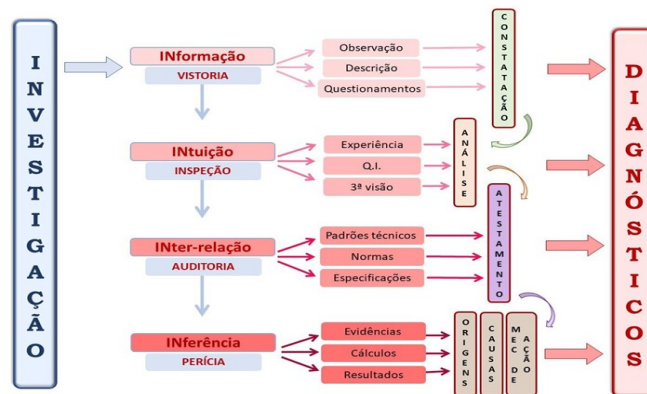 INVESTIGAÇÃO
INformação
VISTORIA
Observação
Descrição
Questionamentos
CONSTATAÇÃO
INtuição
INSPEÇÃO
Experiência
Q.I.
3ª visão
ANÁLISE
INter-relação
AUDITORIA
Padrões técnicos
Normas
Especificações
ATESTAMENTO
INferência
PERÍCIA
Evidências
Cálculos
Resultados
ORIGENS
CAUSAS
MEC DE
AÇÃO
DIAGNÓSTICOS